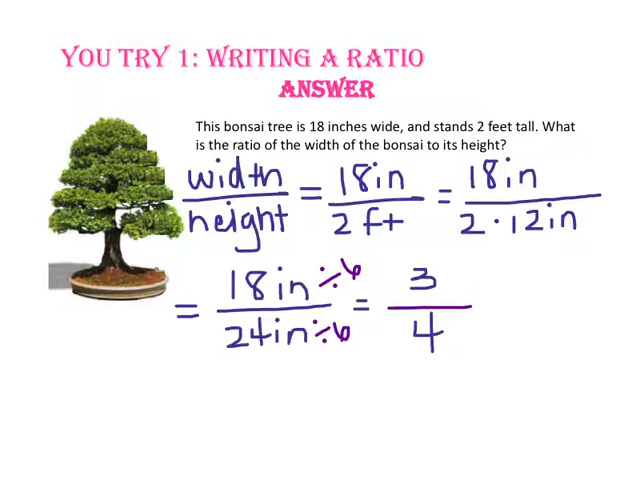 YOU TRY 1: WRITING A RATIO
ANSWER
This bonsai tree is 18 inches wide, and stands 2 feet tall. What
is the ratio of the width of the bonsai to its height?
width/height = 18in/2 ft = 18in/2 · 12in
= 18in ÷6/24in ÷6 = 3/4